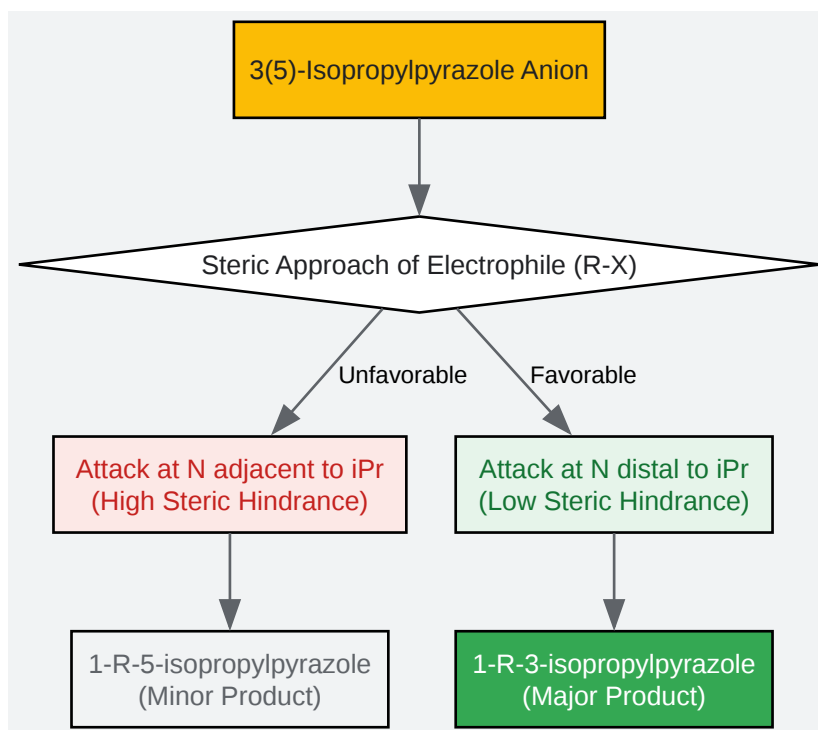 3(5)-Isopropylpyrazole Anion
Steric Approach of Electrophile (R-X)
Unfavorable
Favorable
Attack at N adjacent to iPr
(High Steric Hindrance)
Attack at N distal to iPr
(Low Steric Hindrance)
1-R-5-isopropylpyrazole
(Minor Product)
1-R-3-isopropylpyrazole
(Major Product)